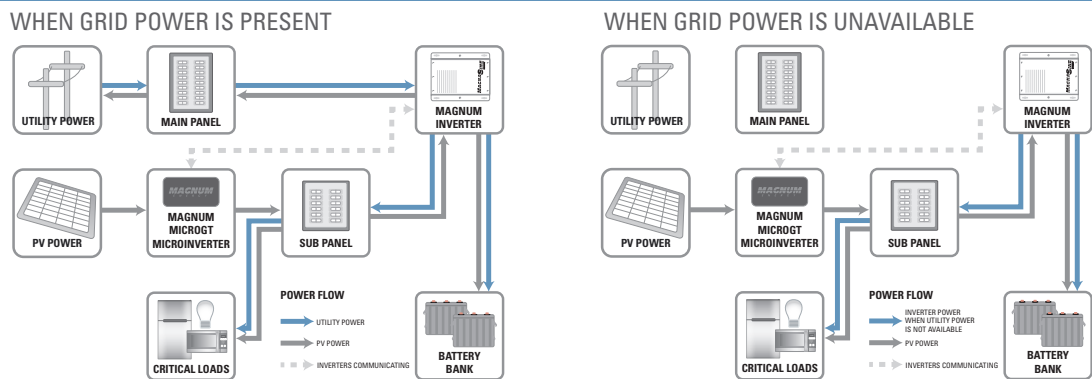 WHEN GRID POWER IS PRESENT
UTILITY POWER
MAIN PANEL
MAGNUM
INVERTER
PV POWER
MAGNUM
MAGNUM
MICROGT
MICROINVERTER
SUB PANEL
CRITICAL LOADS
POWER FLOW
UTILITY POWER
PV POWER
INVERTERS COMMUNICATING
BATTERY
BANK
WHEN GRID POWER IS UNAVAILABLE
UTILITY POWER
MAIN PANEL
MAGNUM
INVERTER
PV POWER
MAGNUM
MAGNUM
MICROGT
MICROINVERTER
SUB PANEL
CRITICAL LOADS
POWER FLOW
INVERTER POWER
WHEN UTILITY POWER
IS NOT AVAILABLE
PV POWER
INVERTERS COMMUNICATING
BATTERY
BANK